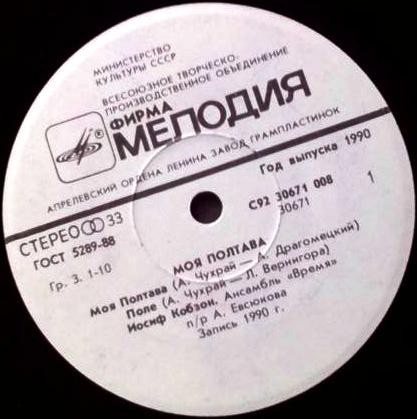 МИНИСТЕРСТВО
КУЛЬТУРЫ СССР
ВСЕСОЮЗНОЕ ТВОРЧЕСКО-
ПРОИЗВОДСТВЕННОЕ ОБЪЕДИНЕНИЕ
ФИРМА
МЕЛОДИЯ
АПРЕЛЕВСКИЙ ОРДЕНА ЛЕНИНА ЗАВОД ГРАМПЛАСТИНОК
СТЕРЕО 33
ГОСТ 5289-88
Гр. 3. 1-10
Год выпуска 1990
С92 30671 008
30671
1
МОЯ ПОЛТАВА
Моя Полтава (А. Чухрай — А. Драгомецкий)
Поле (А. Чухрай — Л. Вернигора)
Иосиф Кобзон, Ансамбль «Время»
п/р А. Евсюкова
Запись 1990 г.